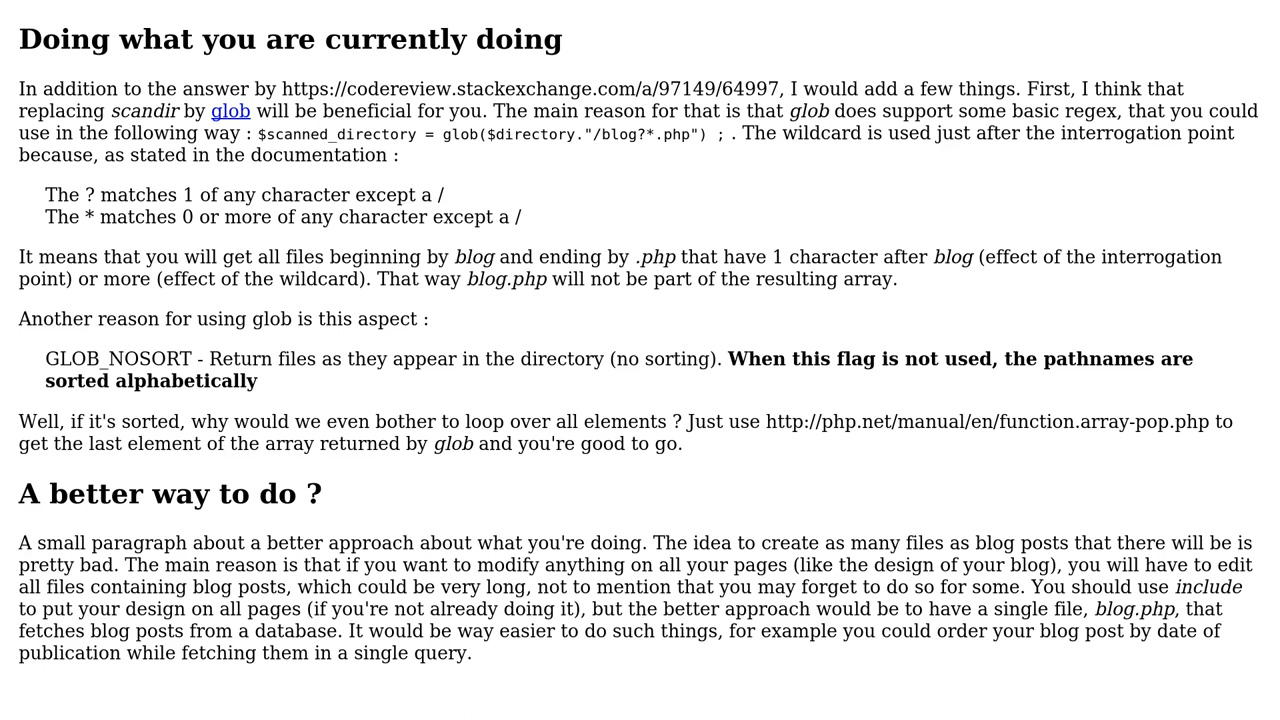 Doing what you are currently doing
In addition to the answer by https://codereview.stackexchange.com/a/97149/64997, I would add a few things. First, I think that
replacing scandir by glob will be beneficial for you. The main reason for that is that glob does support some basic regex, that you could
use in the following way : $scanned_directory = glob($directory."/blog?*.php") ; . The wildcard is used just after the interrogation point
because, as stated in the documentation :
The ? matches 1 of any character except a /
The * matches 0 or more of any character except a /
It means that you will get all files beginning by blog and ending by .php that have 1 character after blog (effect of the interrogation
point) or more (effect of the wildcard). That way blog.php will not be part of the resulting array.
Another reason for using glob is this aspect :
GLOB_NOSORT - Return files as they appear in the directory (no sorting). When this flag is not used, the pathnames are
sorted alphabetically
Well, if it's sorted, why would we even bother to loop over all elements ? Just use http://php.net/manual/en/function.array-pop.php to
get the last element of the array returned by glob and you're good to go.
A better way to do ?
A small paragraph about a better approach about what you're doing. The idea to create as many files as blog posts that there will be is
pretty bad. The main reason is that if you want to modify anything on all your pages (like the design of your blog), you will have to edit
all files containing blog posts, which could be very long, not to mention that you may forget to do so for some. You should use include
to put your design on all pages (if you're not already doing it), but the better approach would be to have a single file, blog.php, that
fetches blog posts from a database. It would be way easier to do such things, for example you could order your blog post by date of
publication while fetching them in a single query.